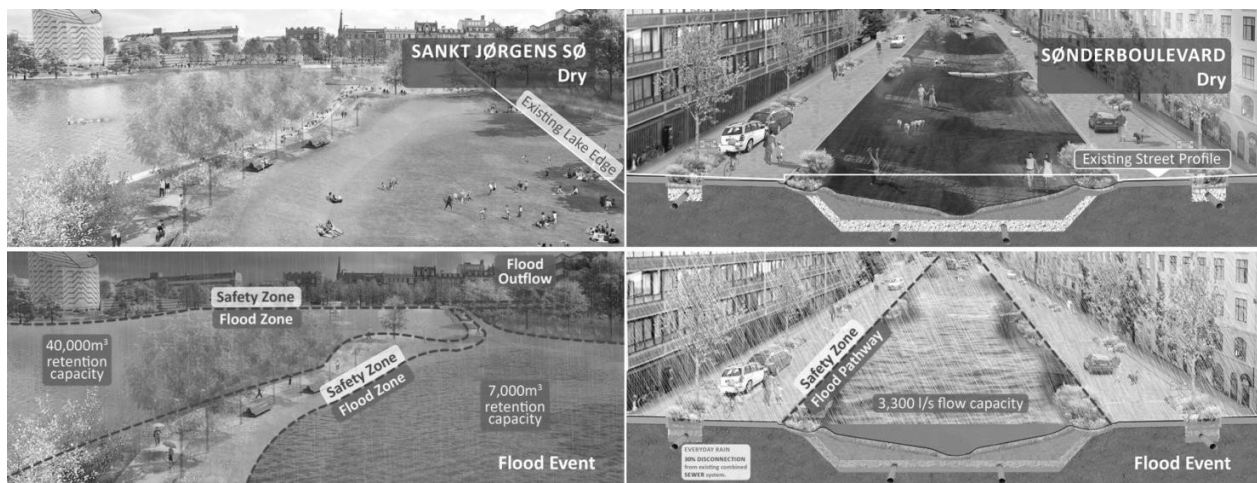 SANKT JØRGENS SØ
Dry
Existing Lake Edge
SØNDERBOULEVARD
Dry
Existing Street Profile
Flood
Outflow
Safety Zone
Flood Zone
40,000m³
retention
capacity
Safety Zone
Flood Zone
7,000m³
retention
capacity
Flood Event
Safety Zone
Flood Pathway
3,300 l/s flow capacity
EVERYDAY RAIN
30% DISCONNECTION
from existing combined
SEWER system.
Flood Event